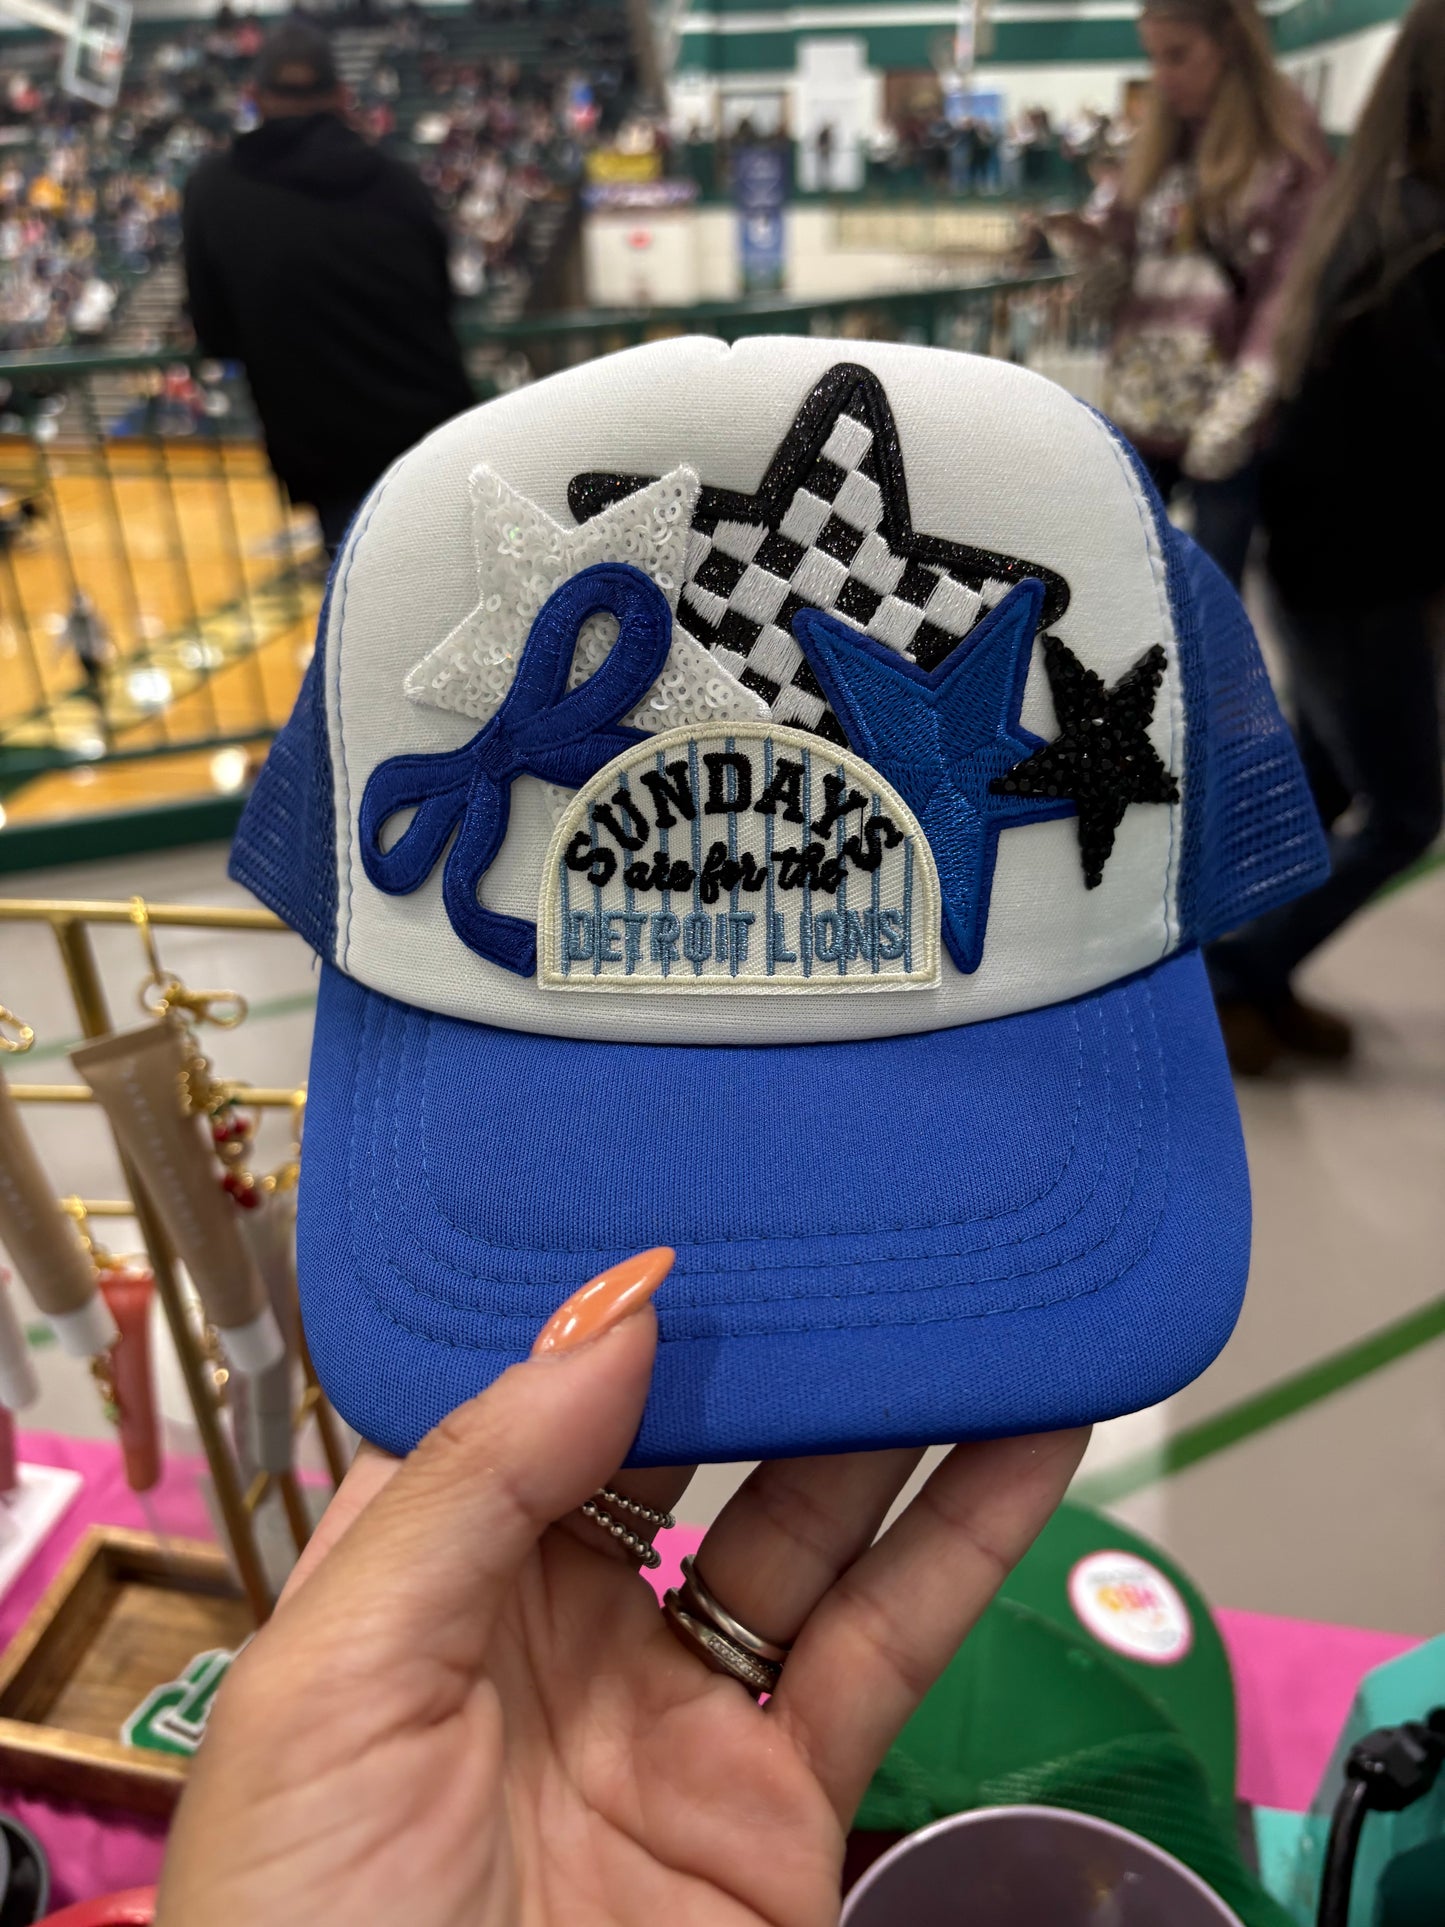 SUNDAYS
are for the
DETROIT LIONS